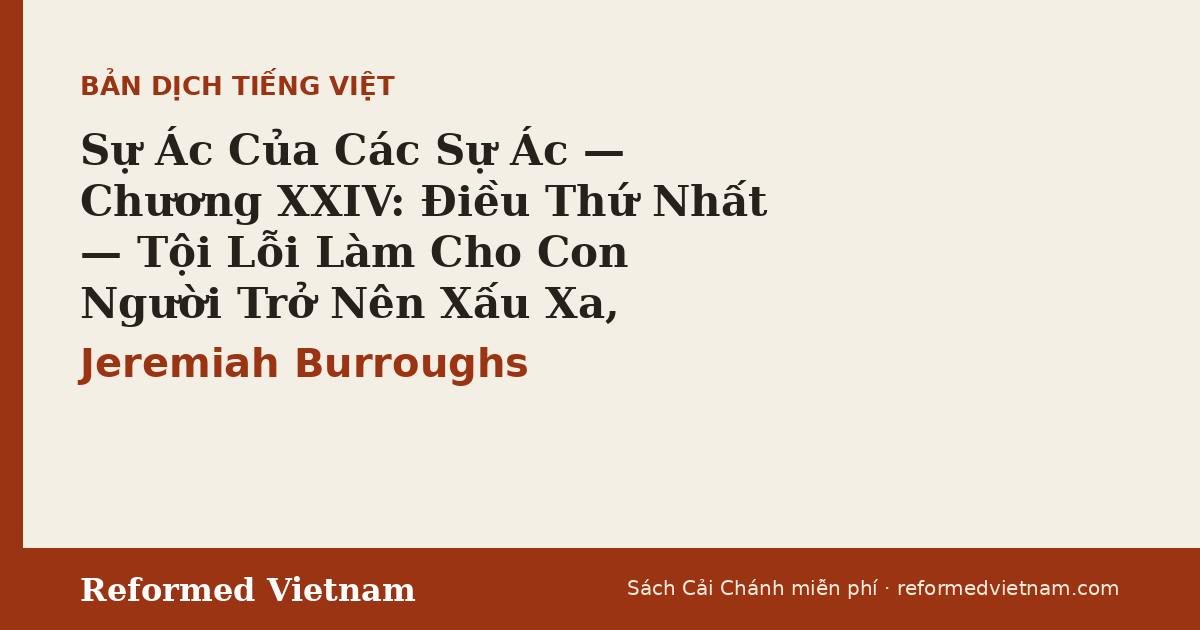 BẢN DỊCH TIẾNG VIỆT
Sự Ác Của Các Sự Ác —
Chương XXIV: Điều Thứ Nhất
— Tội Lỗi Làm Cho Con
Người Trở Nên Xấu Xa,
Jeremiah Burroughs
Reformed Vietnam
Sách Cải Chánh miễn phí · reformedvietnam.com